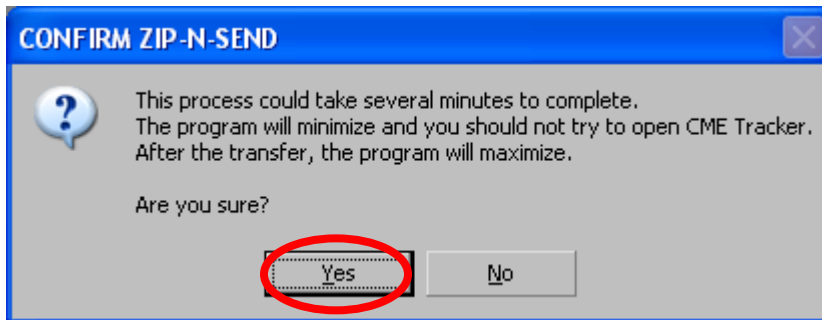 CONFIRM ZIP-N-SEND
This process could take several minutes to complete.
The program will minimize and you should not try to open CME Tracker.
After the transfer, the program will maximize.
Are you sure?
Yes
No